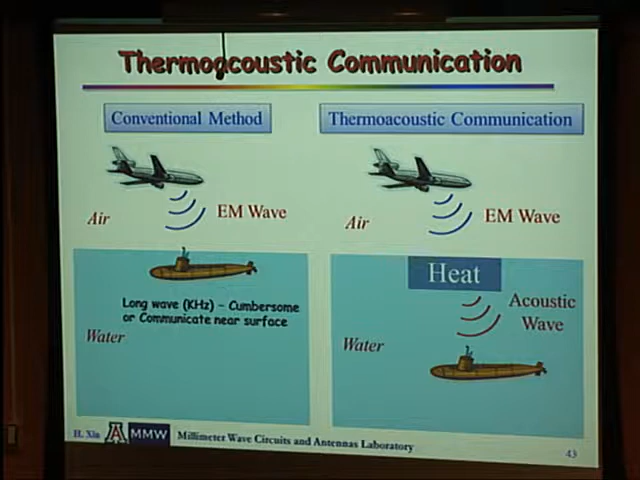 Thermoacoustic Communication
Conventional Method
Thermoacoustic Communication
Air
EM Wave
Air
EM Wave
Long wave (KHz) – Cumbersome
or Communicate near surface
Water
Heat
Acoustic
Wave
Water
H. Xin
A
MMW
Millimeter Wave Circuits and Antennas Laboratory
43